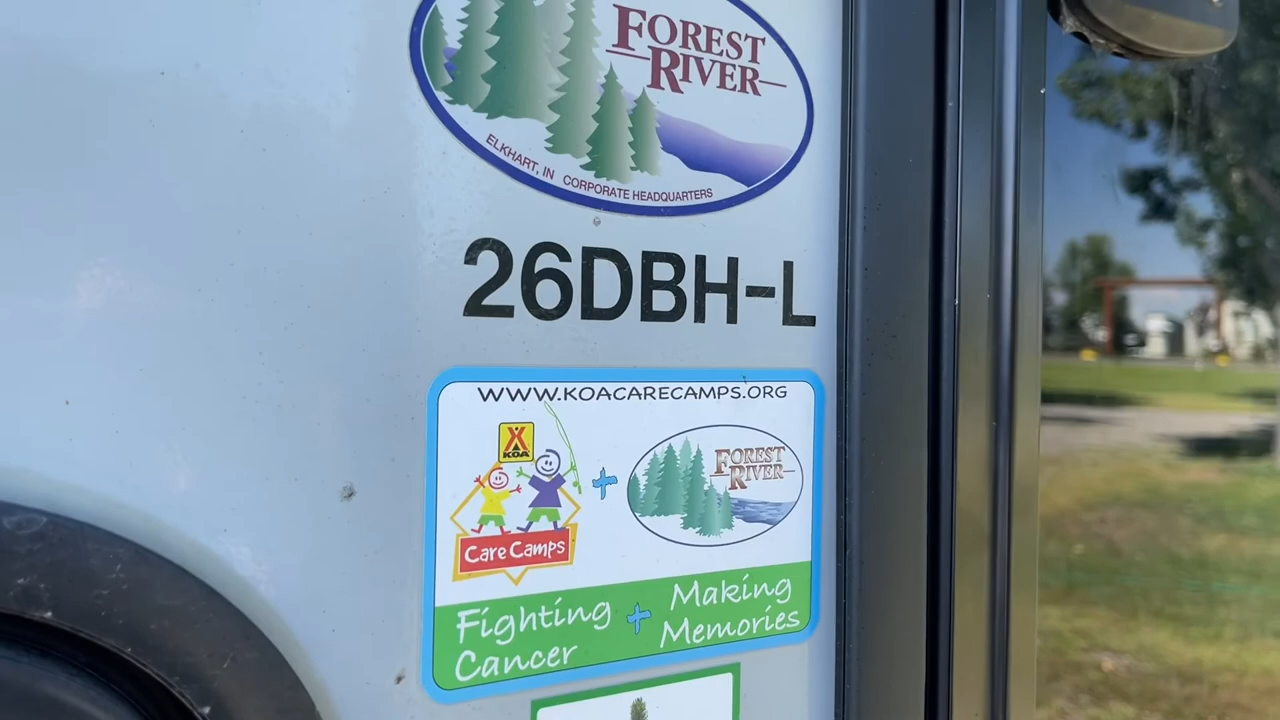 FOREST
RIVER
ELKHART, IN CORPORATE HEADQUARTERS
26DBH-L
WWW.KOACARECAMPS.ORG
KOA
Care Camps
+
FOREST
RIVER
Fighting
Cancer
+
Making
Memories